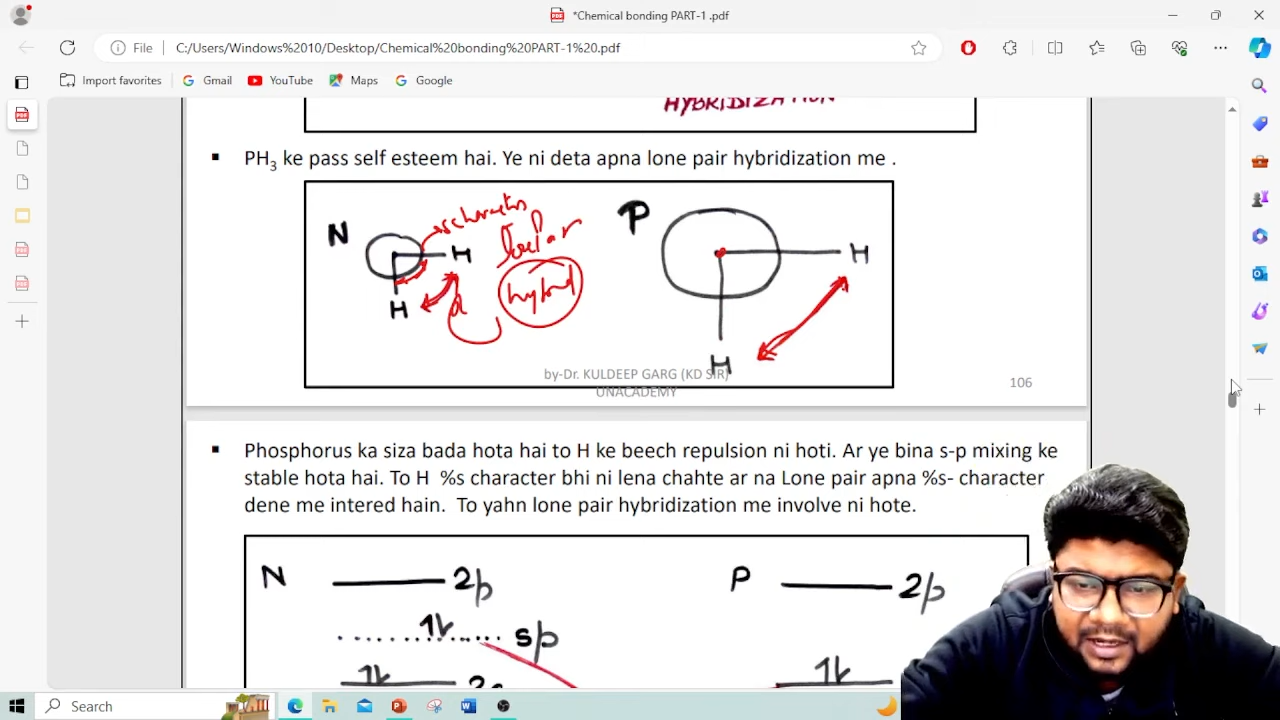 *Chemical bonding PART-1 .pdf
File
C:/Users/Windows%2010/Desktop/Chemical%20bonding%20PART-1%20.pdf
Import favorites
Gmail
YouTube
Maps
Google
HYBRIDIZATION
▪ PH3 ke pass self esteem hai. Ye ni deta apna lone pair hybridization me .
N
H
H
s character
hybrid
d
P
H
H
by-Dr. KULDEEP GARG (KD SIR)
UNACADEMY
106
▪ Phosphorus ka siza bada hota hai to H ke beech repulsion ni hoti. Ar ye bina s-p mixing ke
stable hota hai. To H %s character bhi ni lena chahte ar na Lone pair apna %s- character
dene me intered hain. To yahn lone pair hybridization me involve ni hote.
N
2p
sp
P
2p
Search